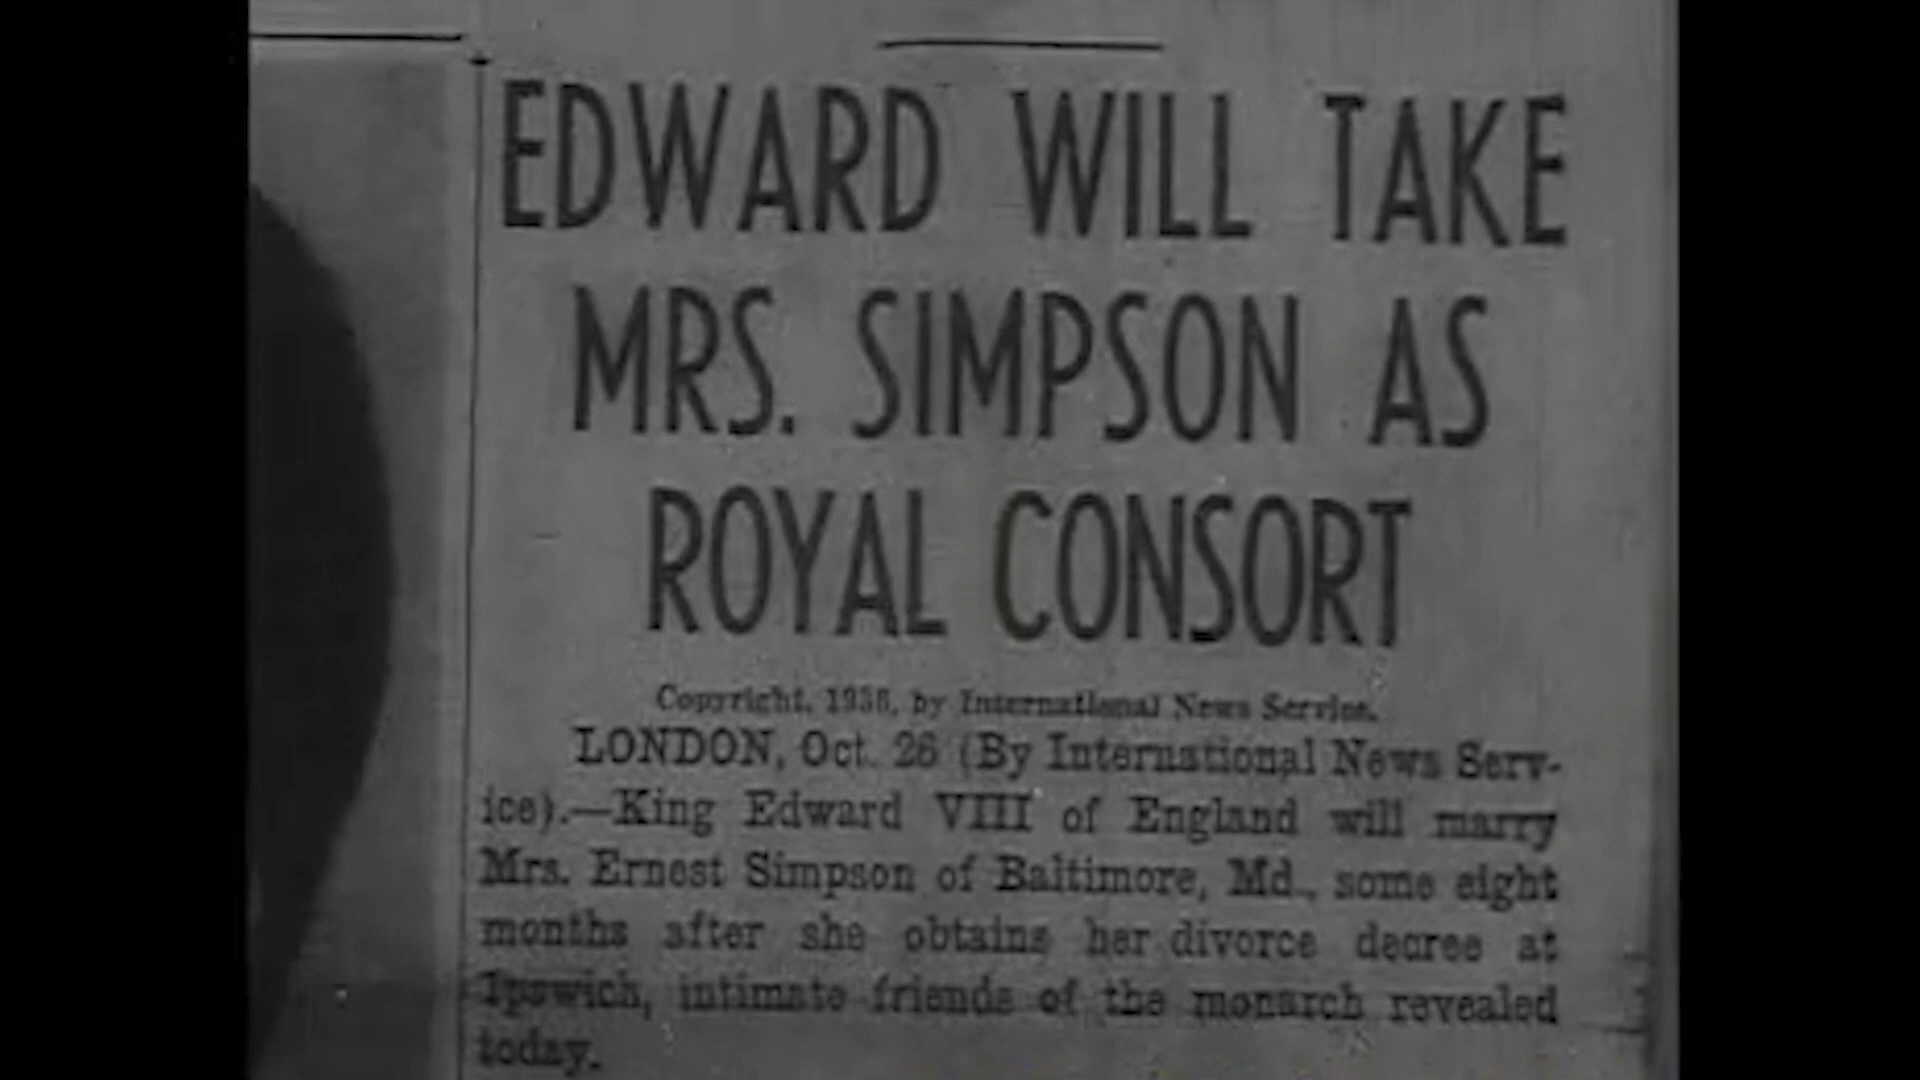 EDWARD WILL TAKE
MRS. SIMPSON AS
ROYAL CONSORT
Copyright, 1936, by International News Service.
LONDON, Oct. 26 (By International News Serv-
ice).—King Edward VIII of England will marry
Mrs. Ernest Simpson of Baltimore, Md., some eight
months after she obtains her divorce decree at
Ipswich, intimate friends of the monarch revealed
today.